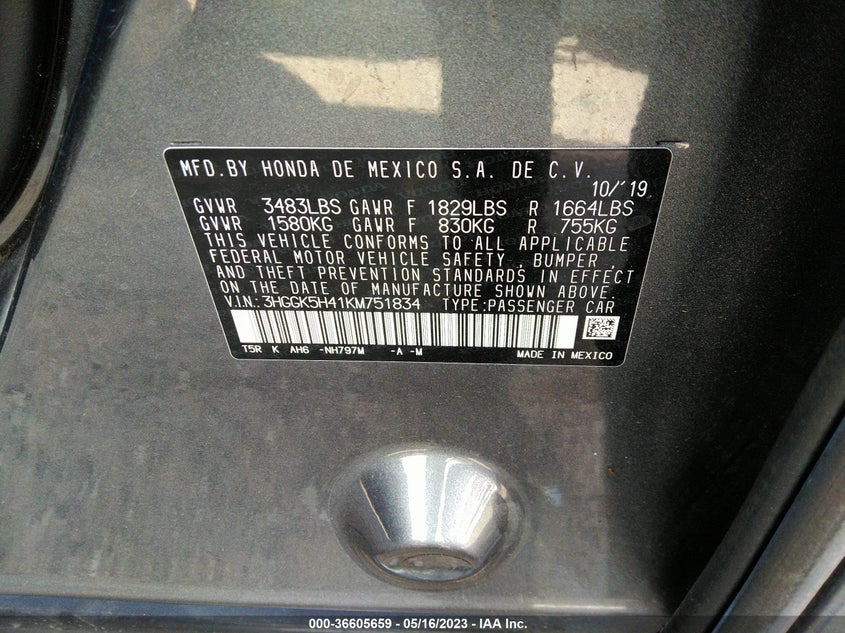 MFD.BY HONDA DE MEXICO S.A. DE C.V.
10/'19
GVWR 3483LBS GAWR F 1829LBS R 1664LBS
GVWR 1580KG GAWR F 830KG R 755KG
THIS VEHICLE CONFORMS TO ALL APPLICABLE
FEDERAL MOTOR VEHICLE SAFETY , BUMPER ,
AND THEFT PREVENTION STANDARDS IN EFFECT
ON THE DATE OF MANUFACTURE SHOWN ABOVE
V.I.N.:3HGGK5H41KM751834 TYPE:PASSENGER CAR
T5R K AH6 -NH797M -A -M MADE IN MEXICO
000-36605659 - 05/16/2023 - IAA Inc.